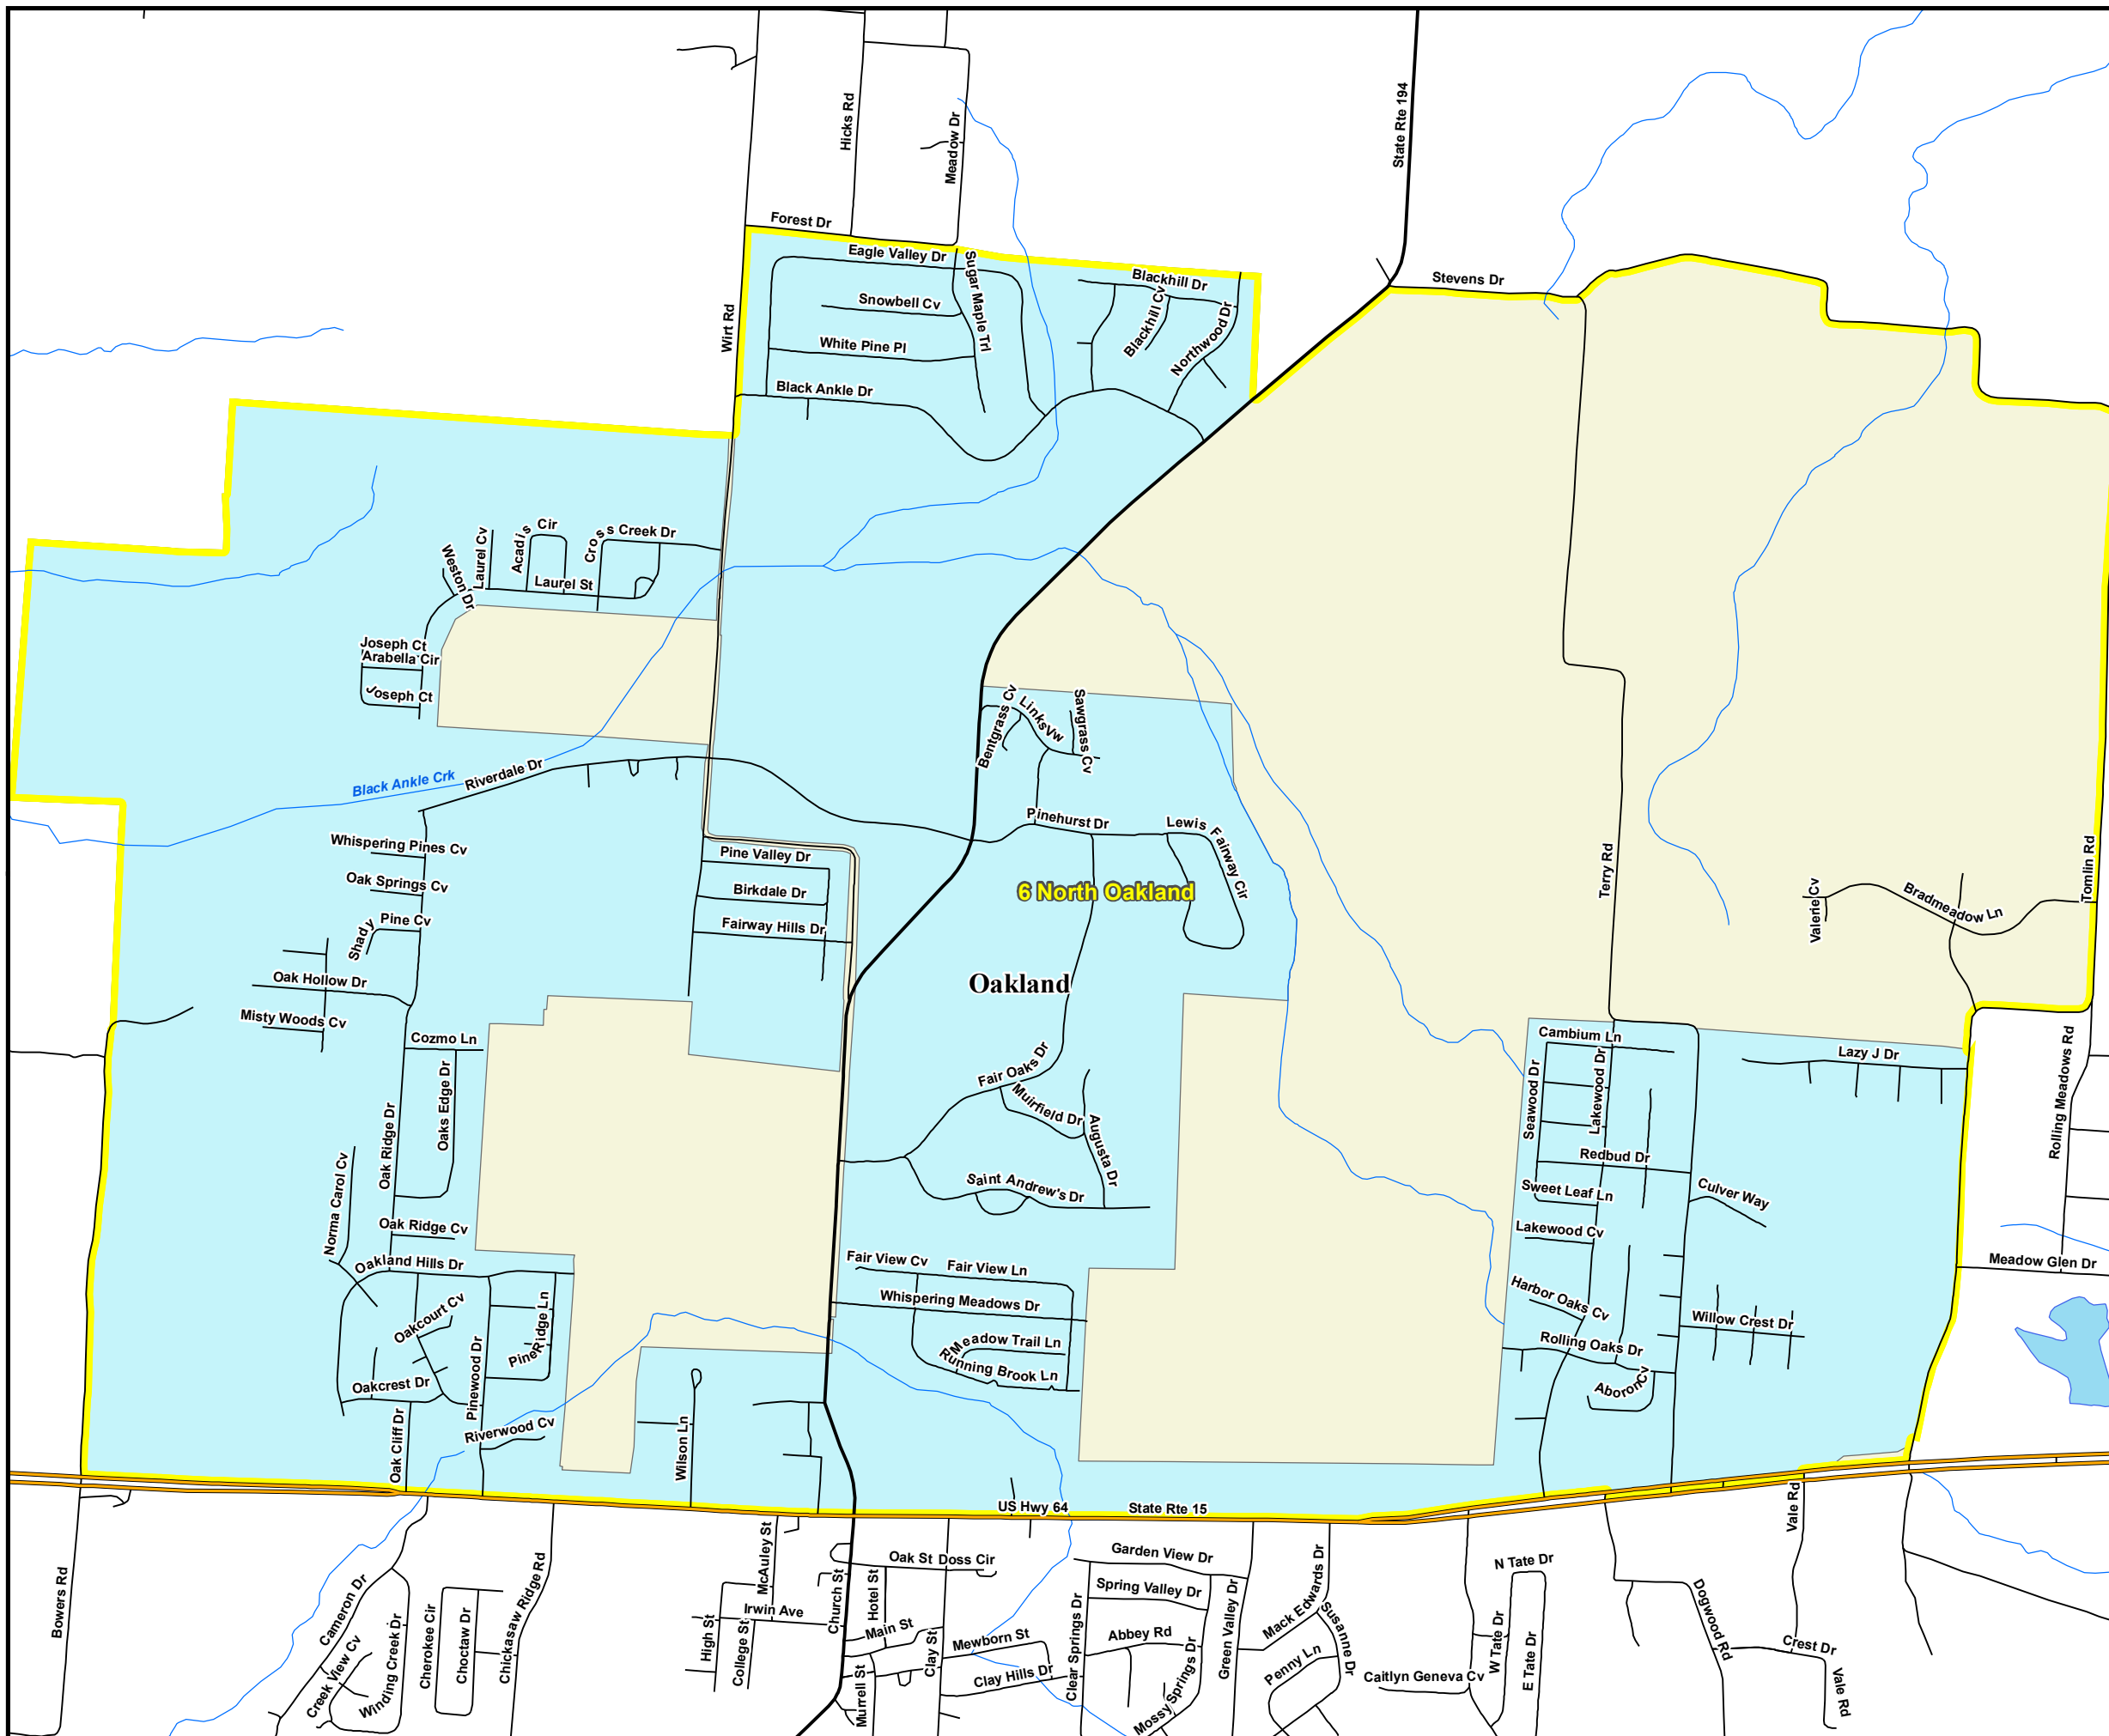 State Rte 194
Hicks Rd
Meadow Dr
Forest Dr
Eagle Valley Dr
Sugar Maple Trl
Blackhill Dr
Stevens Dr
Snowbell Cv
Blackhill Cv
Northwood Dr
Wirt Rd
White Pine Pl
Black Ankle Dr
Weston Dr
Laurel Cv
Acadis Cir
Cross Creek Dr
Laurel St
Joseph Ct
Arabella Cir
Joseph Ct
Bentgrass Cv
Links Vw
Sawgrass Cv
Black Ankle Crk
Riverdale Dr
Pinehurst Dr
Lewis Fairway Cir
Whispering Pines Cv
Pine Valley Dr
Terry Rd
Tomlin Rd
Oak Springs Cv
Birkdale Dr
6 North Oakland
Valerie Cv
Bradmeadow Ln
Shady Pine Cv
Fairway Hills Dr
Oak Hollow Dr
Oakland
Misty Woods Cv
Cozmo Ln
Cambium Ln
Lazy J Dr
Rolling Meadows Rd
Oaks Edge Dr
Fair Oaks Dr
Muirfield Dr
Augusta Dr
Seawood Dr
Lakewood Dr
Oak Ridge Dr
Redbud Dr
Norma Carol Cv
Saint Andrew's Dr
Sweet Leaf Ln
Culver Way
Oak Ridge Cv
Lakewood Cv
Oakland Hills Dr
Fair View Cv
Fair View Ln
Meadow Glen Dr
Whispering Meadows Dr
Harbor Oaks Cv
Willow Crest Dr
Oakcourt Cv
Pine Ridge Ln
Meadow Trail Ln
Rolling Oaks Dr
Running Brook Ln
Pinewood Dr
Oakcrest Dr
Aboron Cv
Oak Cliff Dr
Riverwood Cv
Wilson Ln
US Hwy 64
State Rte 15
Vale Rd
Bowers Rd
Cameron Dr
Cherokee Cir
Choctaw Dr
Chickasaw Ridge Rd
Creek View Cv
Winding Creek Dr
McAuley St
Irwin Ave
High St
College St
Church St
Oak St
Doss Cir
Hotel St
Main St
Murrell St
Clay St
Mewborn St
Clay Hills Dr
Garden View Dr
Spring Valley Dr
Clear Springs Dr
Abbey Rd
Mossy Springs Dr
Green Valley Dr
Mack Edwards Dr
Susanne Dr
Penny Ln
Caitlyn Geneva Cv
N Tate Dr
W Tate Dr
E Tate Dr
Dogwood Rd
Crest Dr
Vale Rd